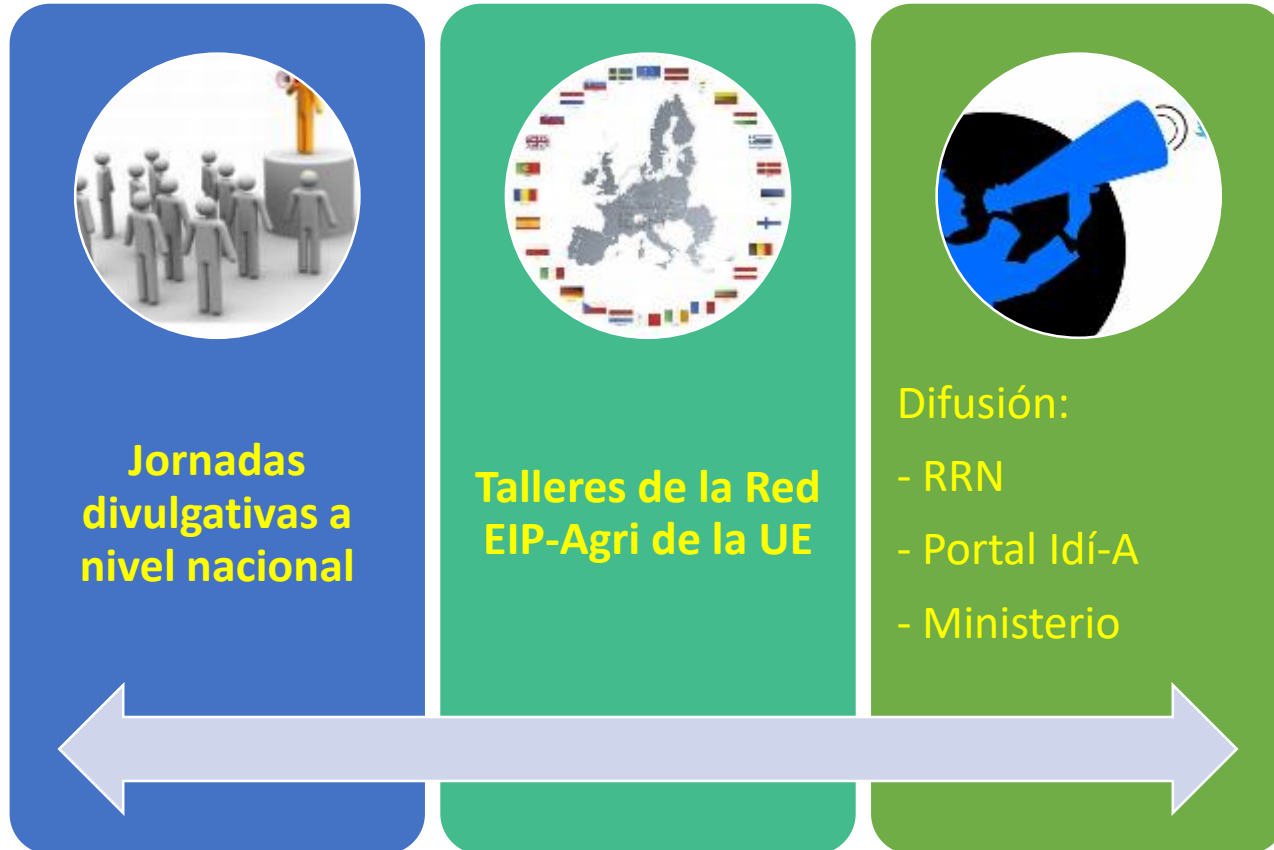 Jornadas
divulgativas a
nivel nacional
Talleres de la Red
EIP-Agri de la UE
Difusión:
- RRN
- Portal Idí-A
- Ministerio